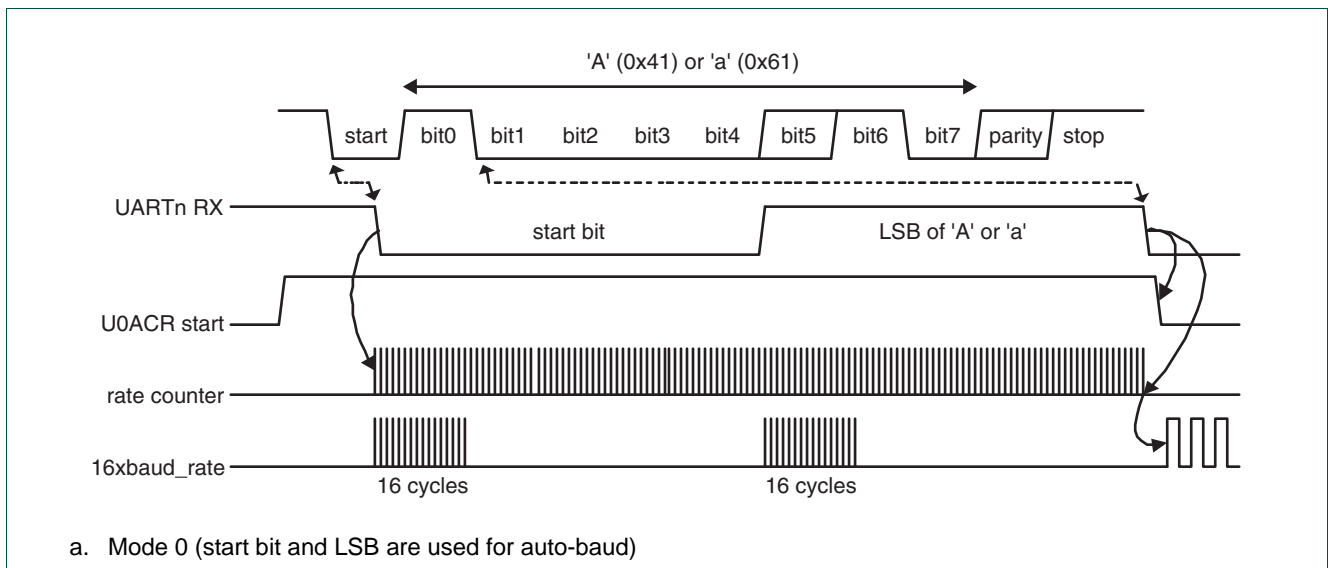 'A' (0x41) or 'a' (0x61)
start bit0 bit1 bit2 bit3 bit4 bit5 bit6 bit7 parity stop
UARTn RX
start bit
LSB of 'A' or 'a'
U0ACR start
rate counter
16xbaud_rate
16 cycles
16 cycles
a. Mode 0 (start bit and LSB are used for auto-baud)